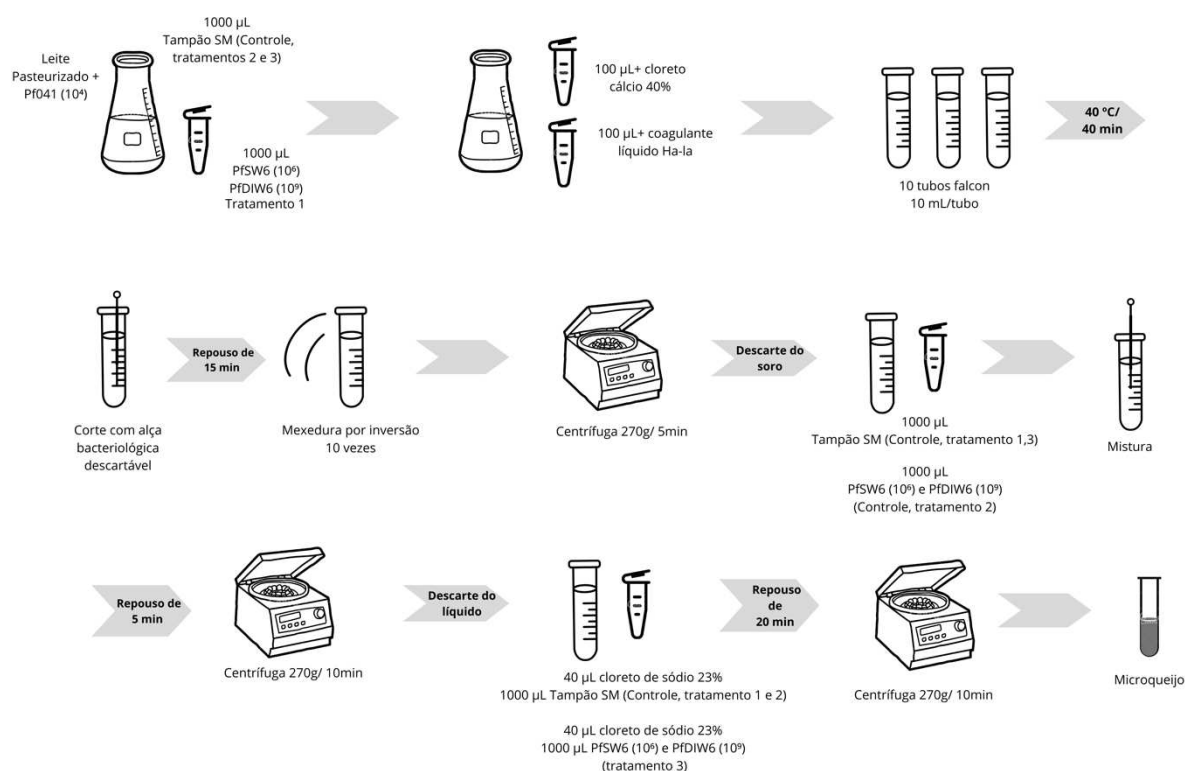 Leite
Pasteurizado +
Pf041 (10⁴)
1000 µL
Tampão SM (Controle,
tratamentos 2 e 3)
1000 µL
PfSW6 (10⁶)
PfDIW6 (10⁹)
Tratamento 1
100 µL+ cloreto
cálcio 40%
100 µL+ coagulante
líquido Ha-la
10 tubos falcon
10 mL/tubo
40 ºC/
40 min
Corte com alça
bacteriológica
descartável
Repouso de
15 min
Mexedura por inversão
10 vezes
Centrífuga 270g/ 5min
Descarte do
soro
1000 µL
Tampão SM (Controle, tratamento 1,3)
1000 µL
PfSW6 (10⁶) e PfDIW6 (10⁹)
(Controle, tratamento 2)
Mistura
Repouso de
5 min
Centrífuga 270g/ 10min
Descarte do
líquido
40 µL cloreto de sódio 23%
1000 µL Tampão SM (Controle, tratamento 1 e 2)
40 µL cloreto de sódio 23%
1000 µL PfSW6 (10⁶) e PfDIW6 (10⁹)
(tratamento 3)
Repouso
de
20 min
Centrífuga 270g/ 10min
Microqueijo